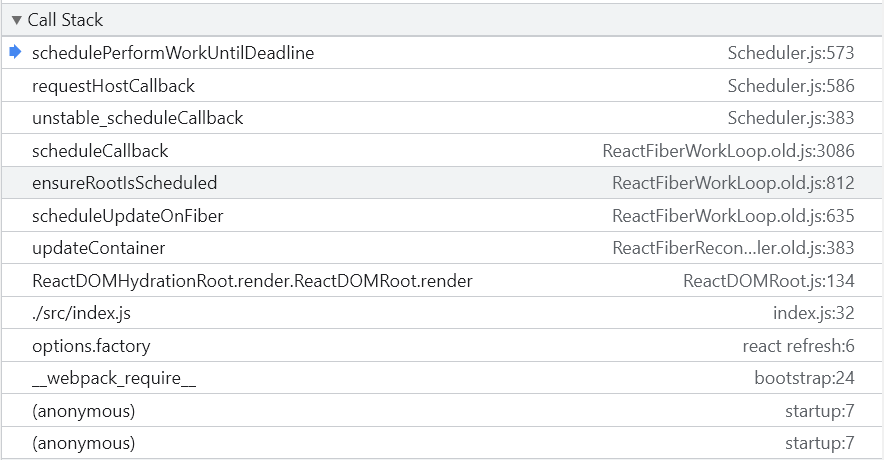 Call Stack
schedulePerformWorkUntilDeadline Scheduler.js:573
requestHostCallback Scheduler.js:586
unstable_scheduleCallback Scheduler.js:383
scheduleCallback ReactFiberWorkLoop.old.js:3086
ensureRootIsScheduled ReactFiberWorkLoop.old.js:812
scheduleUpdateOnFiber ReactFiberWorkLoop.old.js:635
updateContainer ReactFiberRecon...ler.old.js:383
ReactDOMHydrationRoot.render.ReactDOMRoot.render ReactDOMRoot.js:134
./src/index.js index.js:32
options.factory react refresh:6
__webpack_require__ bootstrap:24
(anonymous) startup:7
(anonymous) startup:7